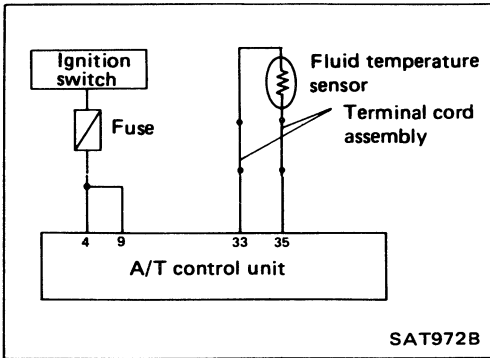 Ignition
switch
Fuse
Fluid temperature
sensor
Terminal cord
assembly
4 9 33 35
A/T control unit
SAT972B